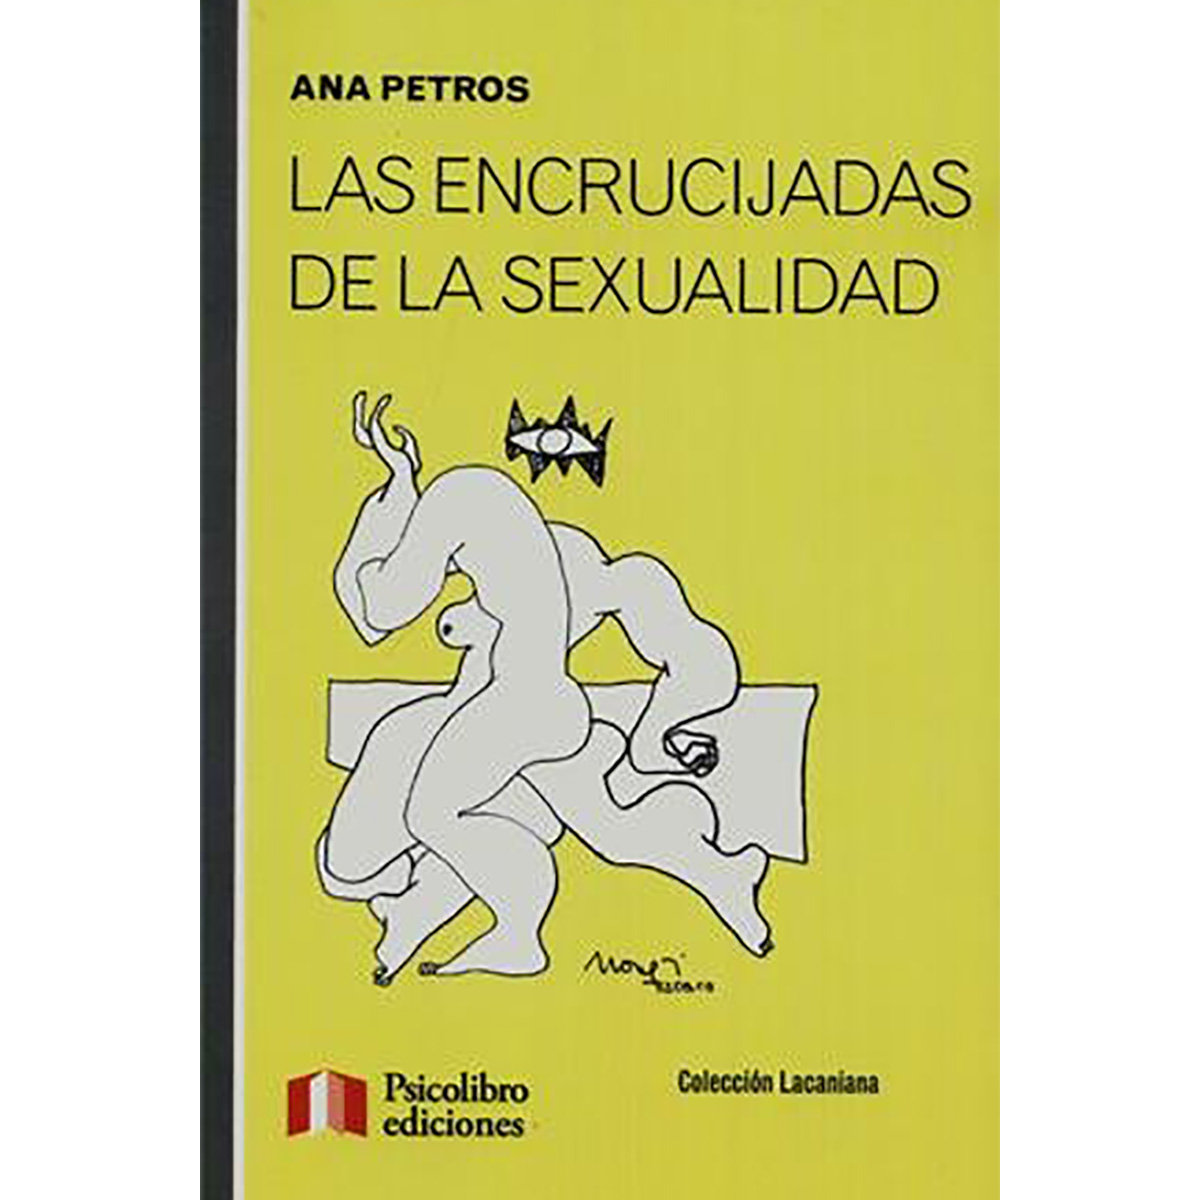 ANA PETROS
LAS ENCRUCIJADAS
DE LA SEXUALIDAD
Psicolibro
ediciones
Colección Lacaniana